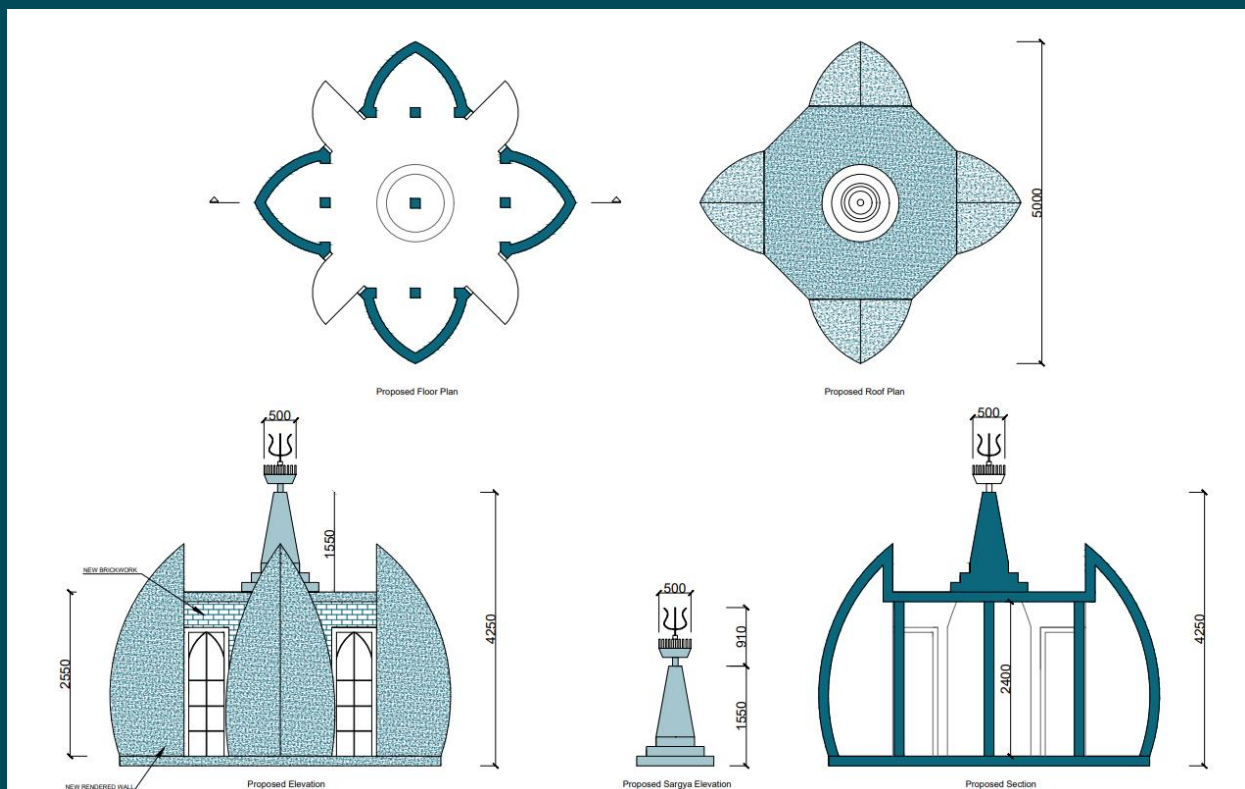 5000
Proposed Floor Plan
Proposed Roof Plan
500
500
1550
NEW BRICKWORK
4250
2550
500
910
1550
2400
4250
NEW RENDERED WALL
Proposed Elevation
Proposed Sargya Elevation
Proposed Section